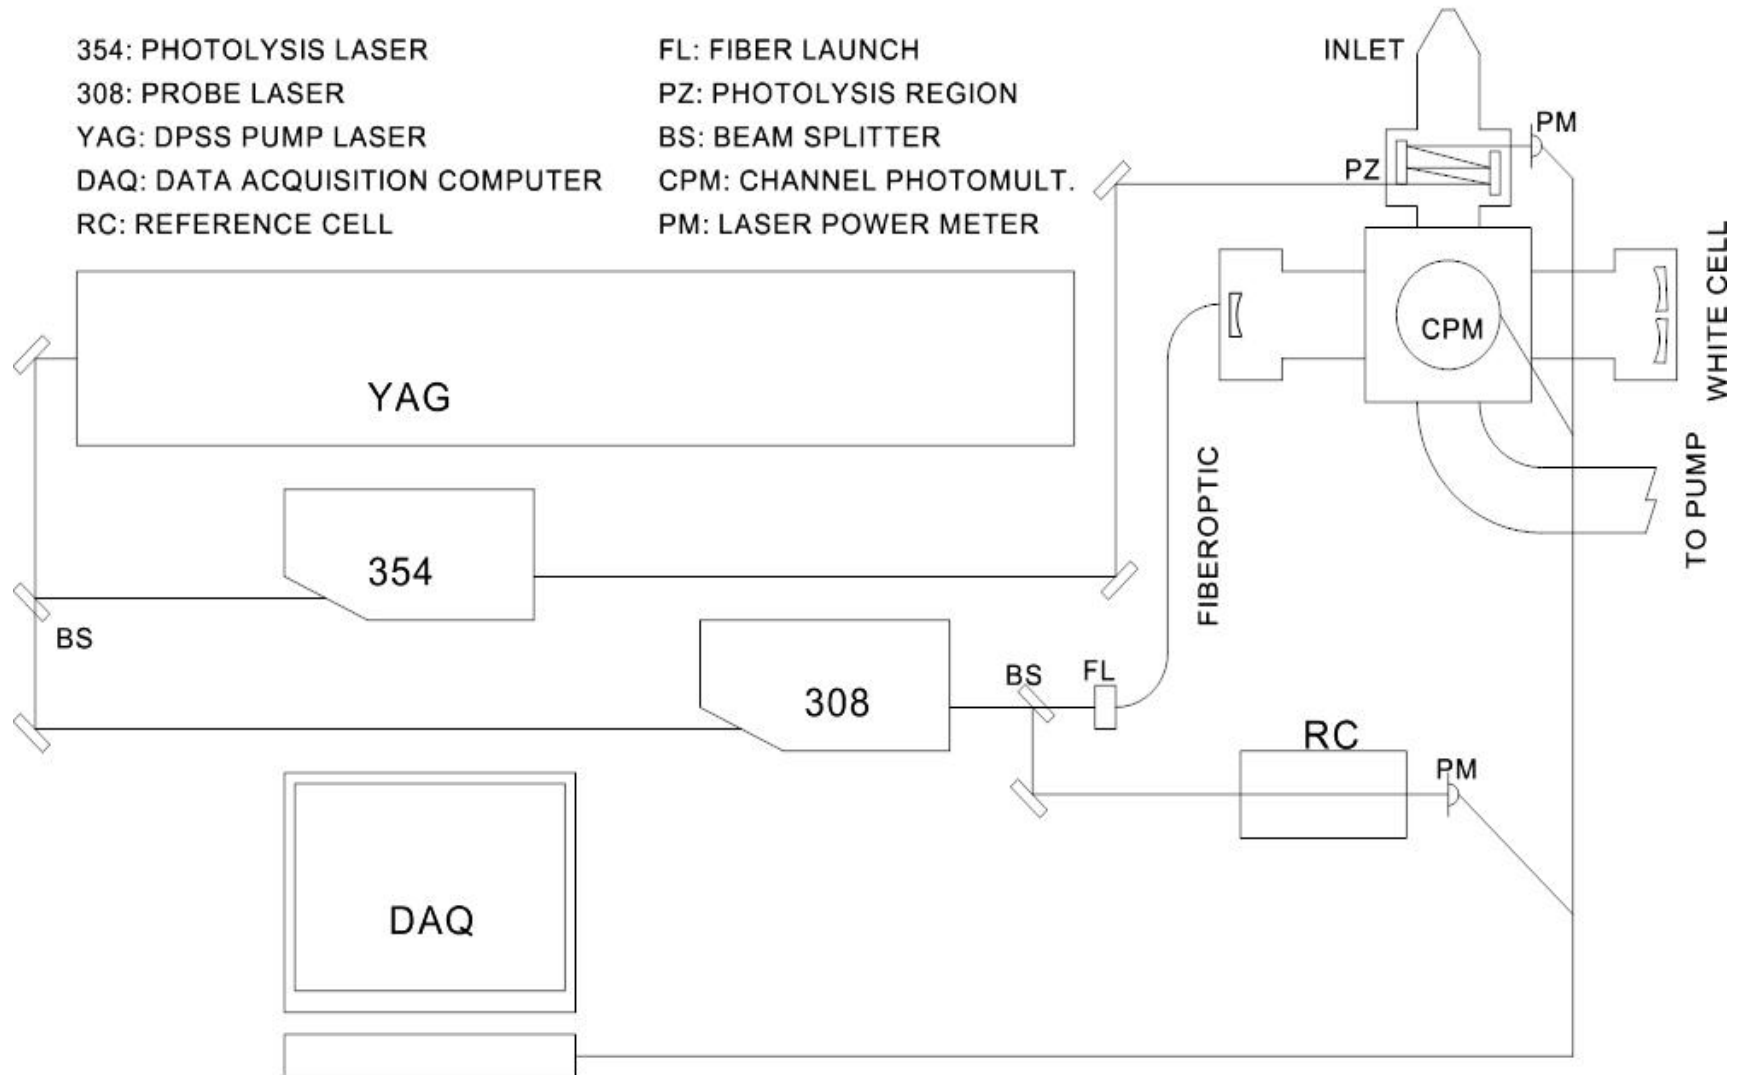 354: PHOTOLYSIS LASER
308: PROBE LASER
YAG: DPSS PUMP LASER
DAQ: DATA ACQUISITION COMPUTER
RC: REFERENCE CELL
FL: FIBER LAUNCH
PZ: PHOTOLYSIS REGION
BS: BEAM SPLITTER
CPM: CHANNEL PHOTOMULT.
PM: LASER POWER METER
INLET
PM
PZ
WHITE CELL
CPM
YAG
TO PUMP
FIBEROPTIC
354
BS
BS
FL
308
RC
PM
DAQ